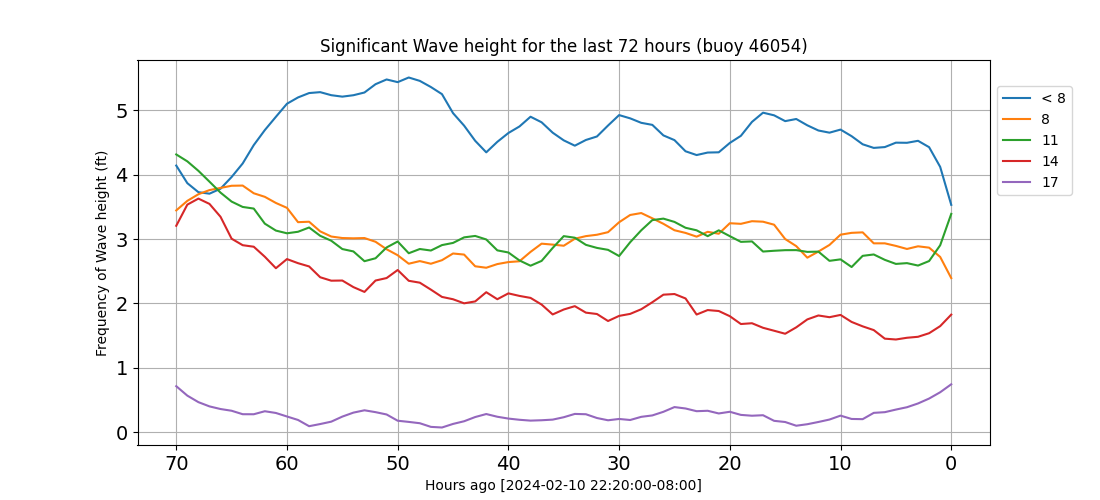 Significant Wave height for the last 72 hours (buoy 46054)
Frequency of Wave height (ft)
5
4
3
2
1
0
70 60 50 40 30 20 10 0
Hours ago [2024-02-10 22:20:00-08:00]
< 8
8
11
14
17